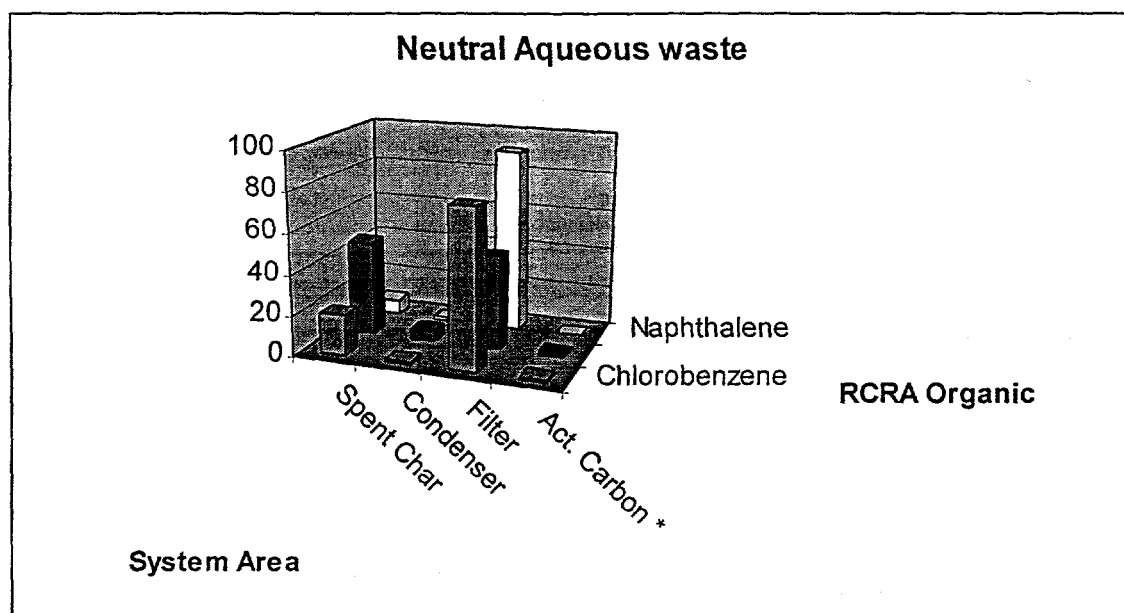 Neutral Aqueous waste
100
80
60
40
20
0
Naphthalene
Chlorobenzene
RCRA Organic
Spent Char
Condenser
Filter
Act. Carbon *
System Area